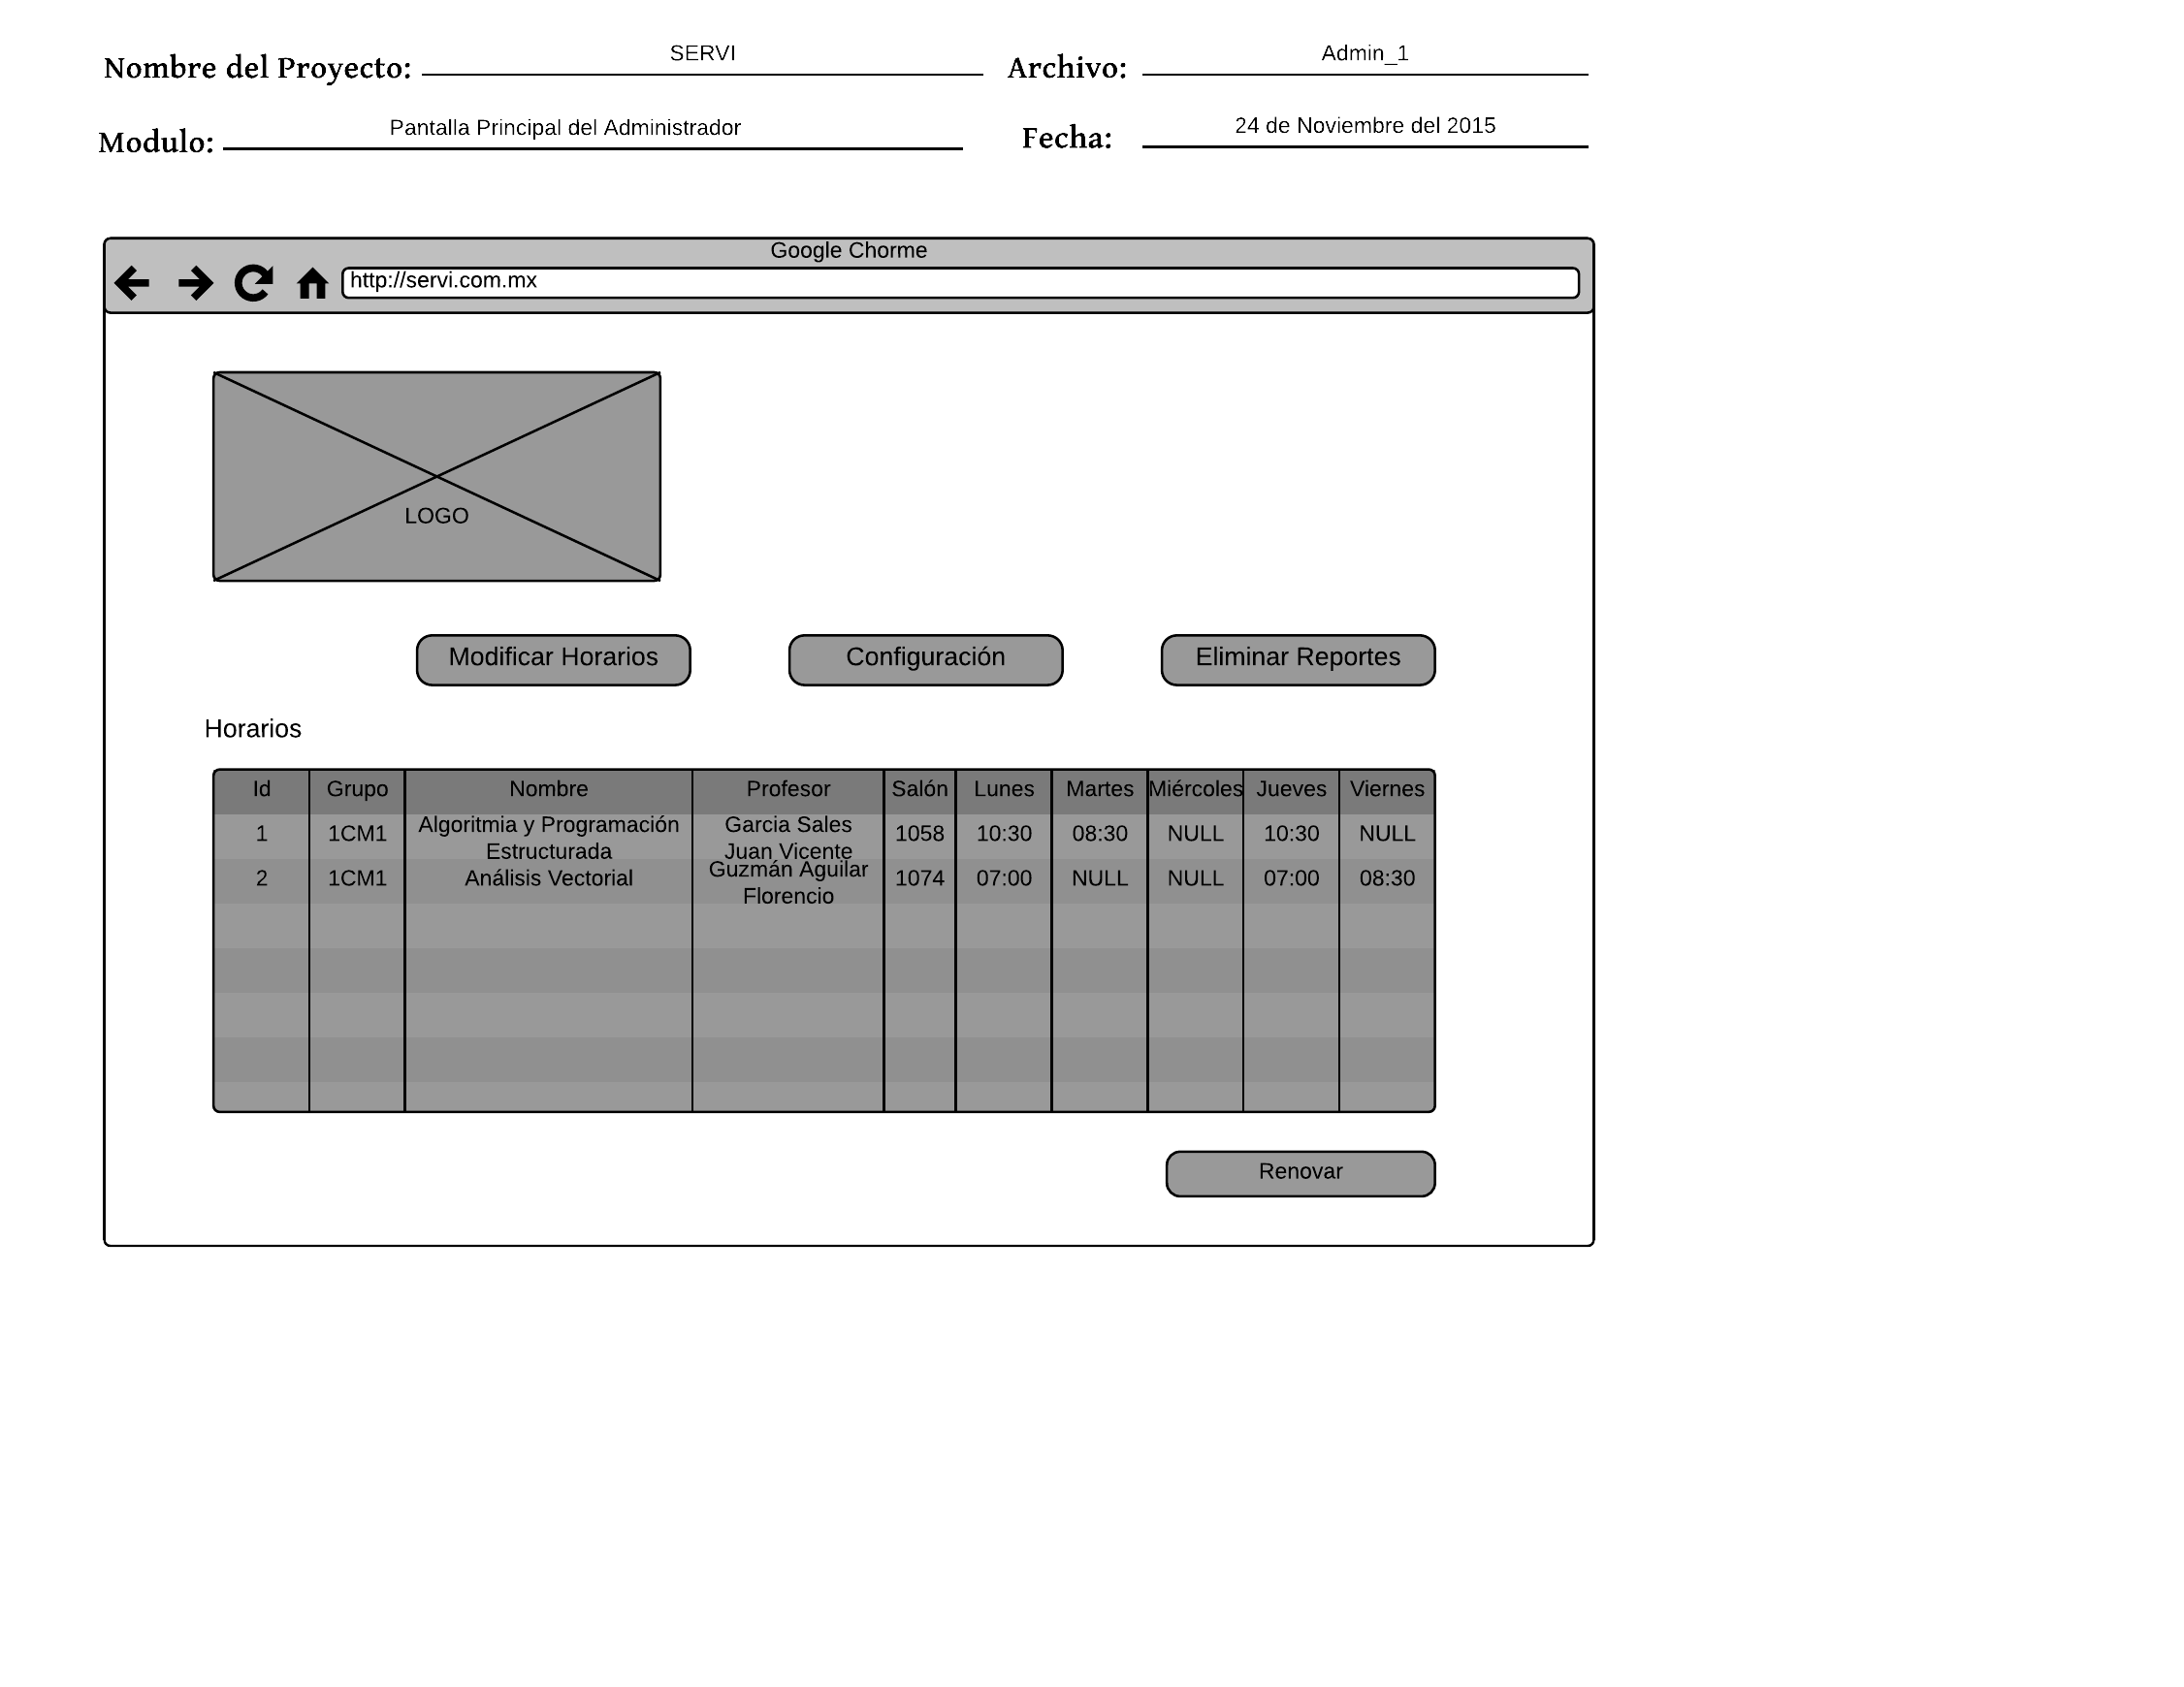 Nombre del Proyecto: SERVI Archivo: Admin_1
Modulo: Pantalla Principal del Administrador Fecha: 24 de Noviembre del 2015
Google Chorme
http://servi.com.mx
LOGO
Modificar Horarios Configuración Eliminar Reportes
Horarios
Id Grupo Nombre Profesor Salón Lunes Martes Miércoles Jueves Viernes
1 1CM1 Algoritmia y Programación Estructurada Garcia Sales Juan Vicente 1058 10:30 08:30 NULL 10:30 NULL
2 1CM1 Análisis Vectorial Guzmán Aguilar Florencio 1074 07:00 NULL NULL 07:00 08:30
Renovar